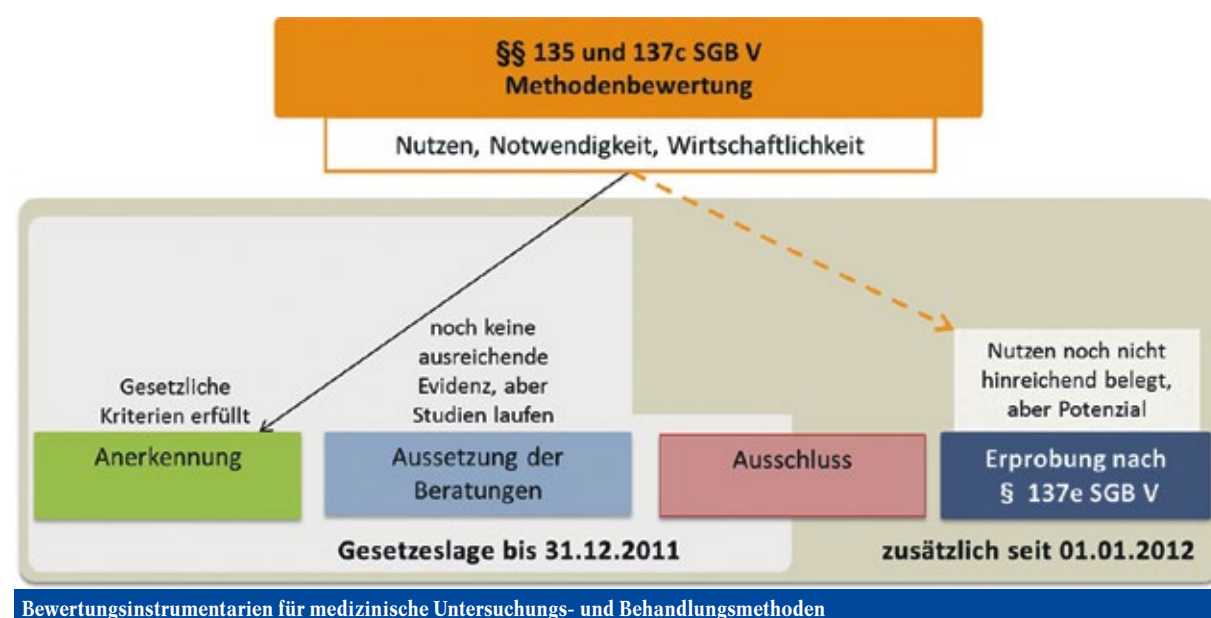 §§ 135 und 137c SGB V
Methodenbewertung
Nutzen, Notwendigkeit, Wirtschaftlichkeit
Gesetzliche
Kriterien erfüllt
noch keine
ausreichende
Evidenz, aber
Studien laufen
Nutzen noch nicht
hinreichend belegt,
aber Potenzial
Anerkennung
Aussetzung der
Beratungen
Ausschluss
Erprobung nach
§ 137e SGB V
Gesetzeslage bis 31.12.2011
zusätzlich seit 01.01.2012
Bewertungsinstrumentarien für medizinische Untersuchungs- und Behandlungsmethoden